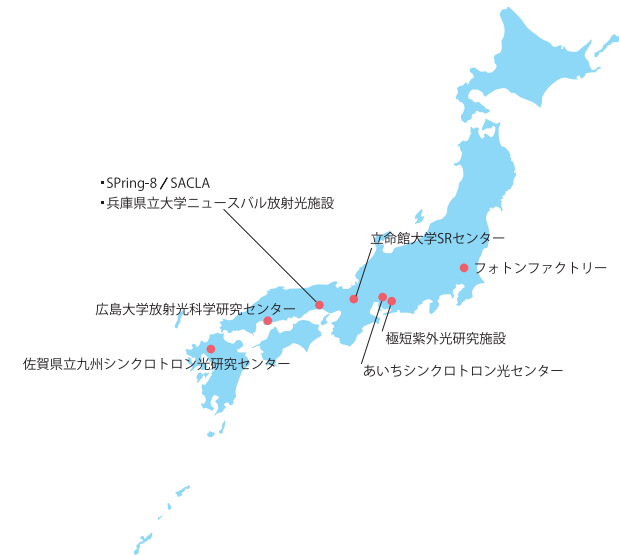 ・SPring-8／SACLA
・兵庫県立大学ニュースバル放射光施設
立命館大学SRセンター
フォトンファクトリー
広島大学放射光科学研究センター
極短紫外光研究施設
佐賀県立九州シンクロトロン光研究センター
あいちシンクロトロン光センター